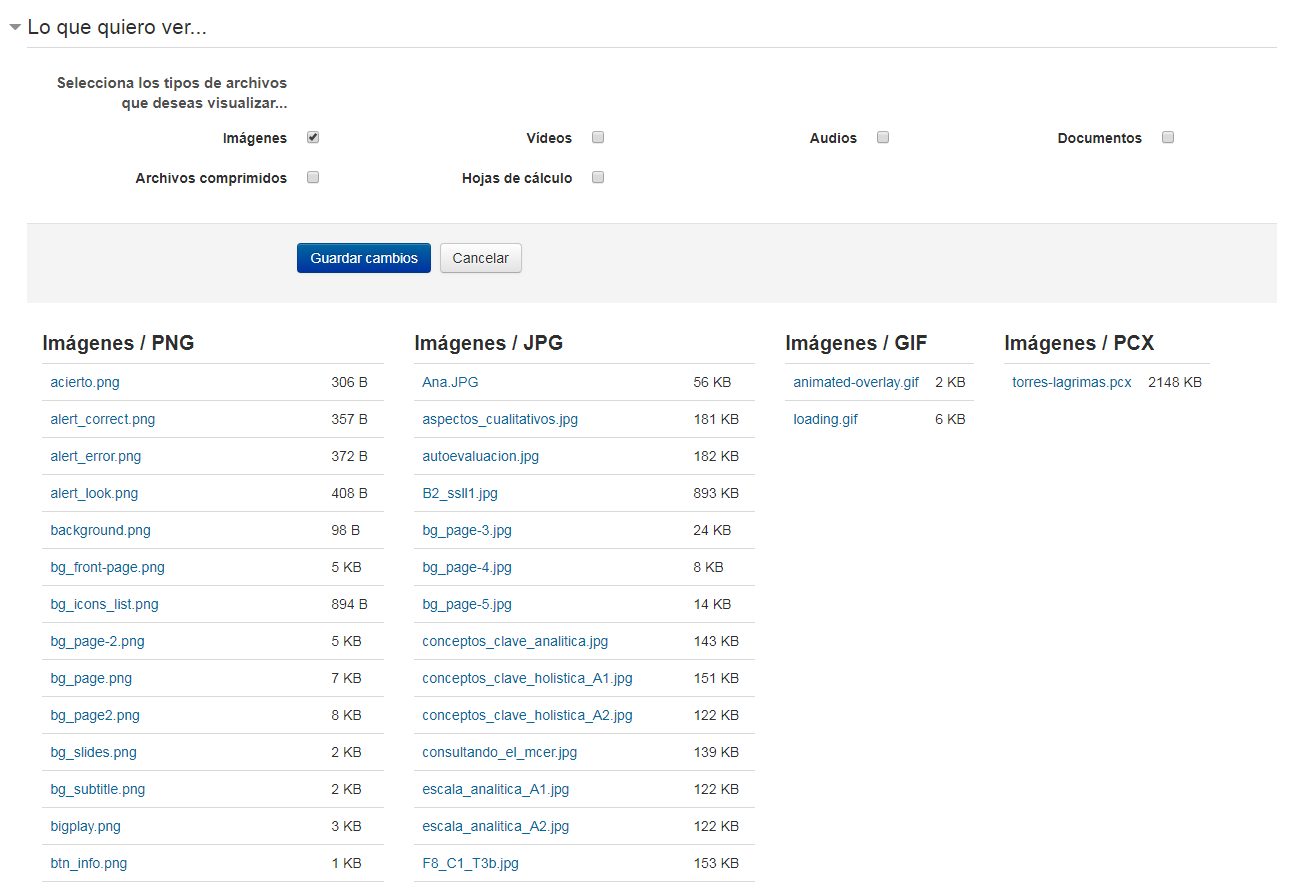 Lo que quiero ver...
Selecciona los tipos de archivos
que deseas visualizar...
Imágenes
Vídeos
Audios
Documentos
Archivos comprimidos
Hojas de cálculo
Guardar cambios
Cancelar
Imágenes / PNG
acierto.png 306 B
alert_correct.png 357 B
alert_error.png 372 B
alert_look.png 408 B
background.png 98 B
bg_front-page.png 5 KB
bg_icons_list.png 894 B
bg_page-2.png 5 KB
bg_page.png 7 KB
bg_page2.png 8 KB
bg_slides.png 2 KB
bg_subtitle.png 2 KB
bigplay.png 3 KB
btn_info.png 1 KB
Imágenes / JPG
Ana.JPG 56 KB
aspectos_cualitativos.jpg 181 KB
autoevaluacion.jpg 182 KB
B2_ssll1.jpg 893 KB
bg_page-3.jpg 24 KB
bg_page-4.jpg 8 KB
bg_page-5.jpg 14 KB
conceptos_clave_analitica.jpg 143 KB
conceptos_clave_holistica_A1.jpg 151 KB
conceptos_clave_holistica_A2.jpg 122 KB
consultando_el_mcer.jpg 139 KB
escala_analitica_A1.jpg 122 KB
escala_analitica_A2.jpg 122 KB
F8_C1_T3b.jpg 153 KB
Imágenes / GIF
animated-overlay.gif 2 KB
loading.gif 6 KB
Imágenes / PCX
torres-lagrimas.pcx 2148 KB